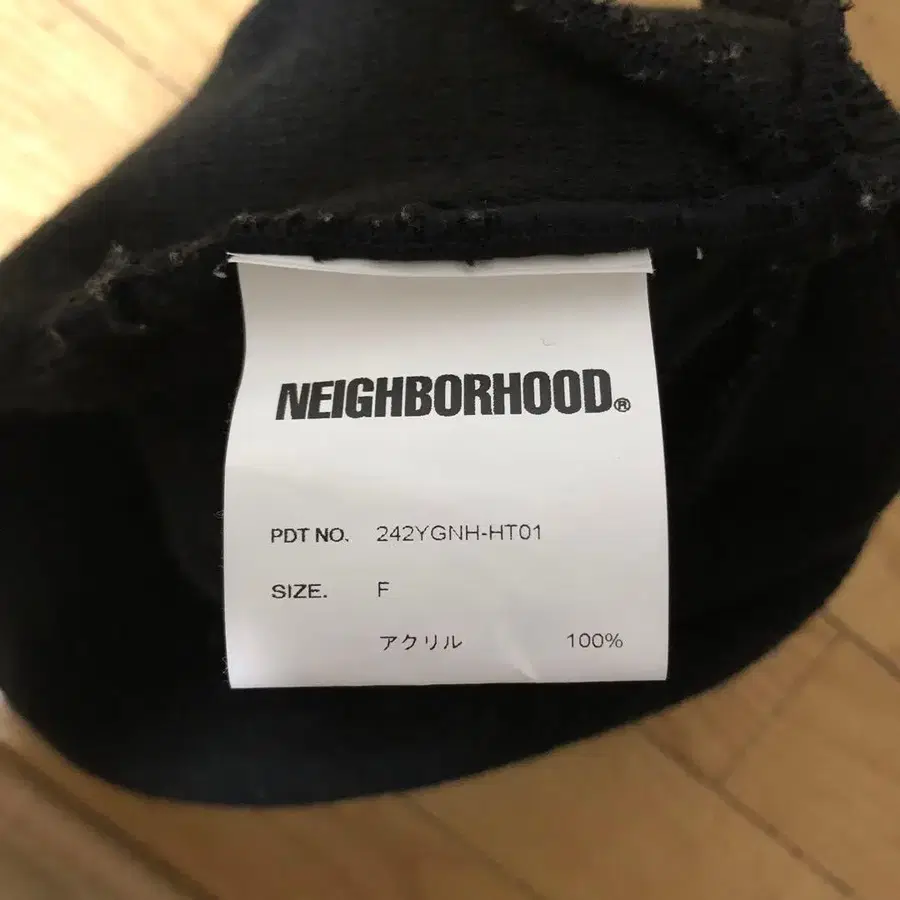 NEIGHBORHOOD®
PDT NO. 242YGNH-HT01
SIZE. F
アクリル 100%